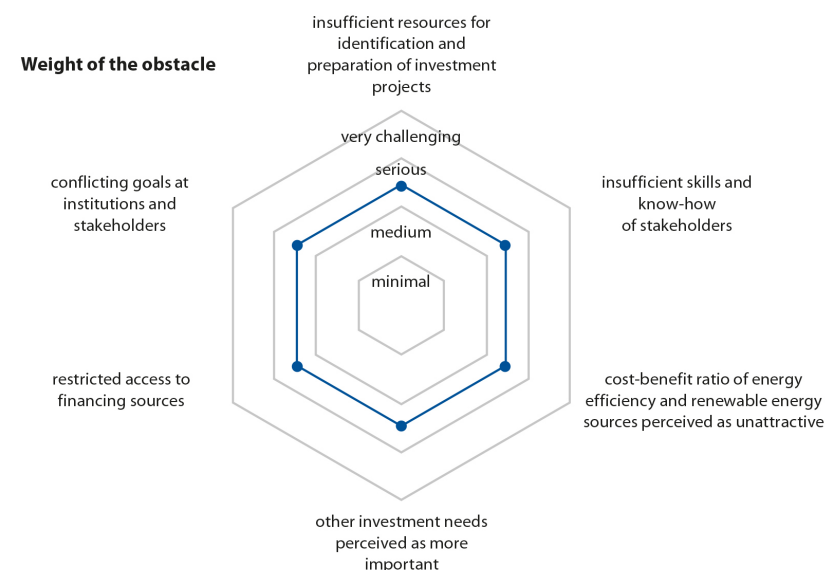 insufficient resources for
identification and
preparation of investment
projects
Weight of the obstacle
very challenging
serious
conflicting goals at
institutions and
stakeholders
insufficient skills and
know-how
of stakeholders
medium
minimal
restricted access to
financing sources
cost-benefit ratio of energy
efficiency and renewable energy
sources perceived as unattractive
other investment needs
perceived as more
important